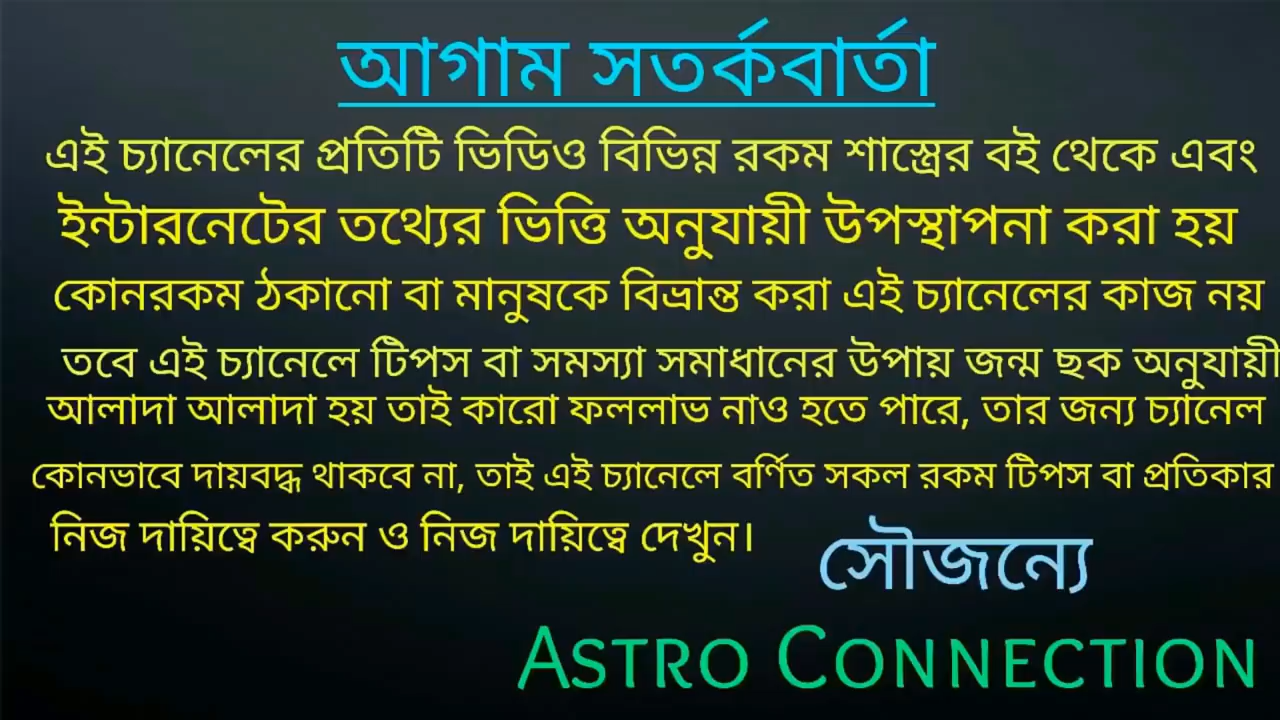 আগাম সতর্কবার্তা
এই চ্যানেলের প্রতিটি ভিডিও বিভিন্ন রকম শাস্ত্রের বই থেকে এবং
ইন্টারনেটের তথ্যের ভিত্তি অনুযায়ী উপস্থাপনা করা হয়
কোনরকম ঠকানো বা মানুষকে বিভ্রান্ত করা এই চ্যানেলের কাজ নয়
তবে এই চ্যানেলে টিপস বা সমস্যা সমাধানের উপায় জন্ম ছক অনুযায়ী
আলাদা আলাদা হয় তাই কারো ফললাভ নাও হতে পারে, তার জন্য চ্যানেল
কোনভাবে দায়বদ্ধ থাকবে না, তাই এই চ্যানেলে বর্ণিত সকল রকম টিপস বা প্রতিকার
নিজ দায়িত্বে করুন ও নিজ দায়িত্বে দেখুন।
সৌজন্যে
ASTRO CONNECTION